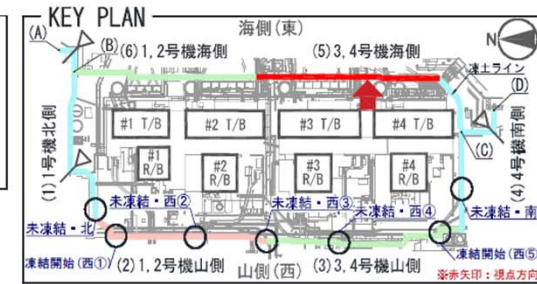 KEY PLAN
海側(東)
N
(A)
(B)
(6)1,2号機海側
(5)3,4号機海側
凍土ライン
(D)
#1 T/B
#2 T/B
#3 T/B
#4 T/B
(C)
(1)1号機北側
#1
R/B
#2
R/B
#3
R/B
#4
R/B
(4)4号機南側
未凍結・北
未凍結・西②
未凍結・西③
未凍結・西④
未凍結・南
凍結開始(西①)
(2)1,2号機山側
山側(西)
(3)3,4号機山側
凍結開始(西⑤)
※赤矢印:視点方向